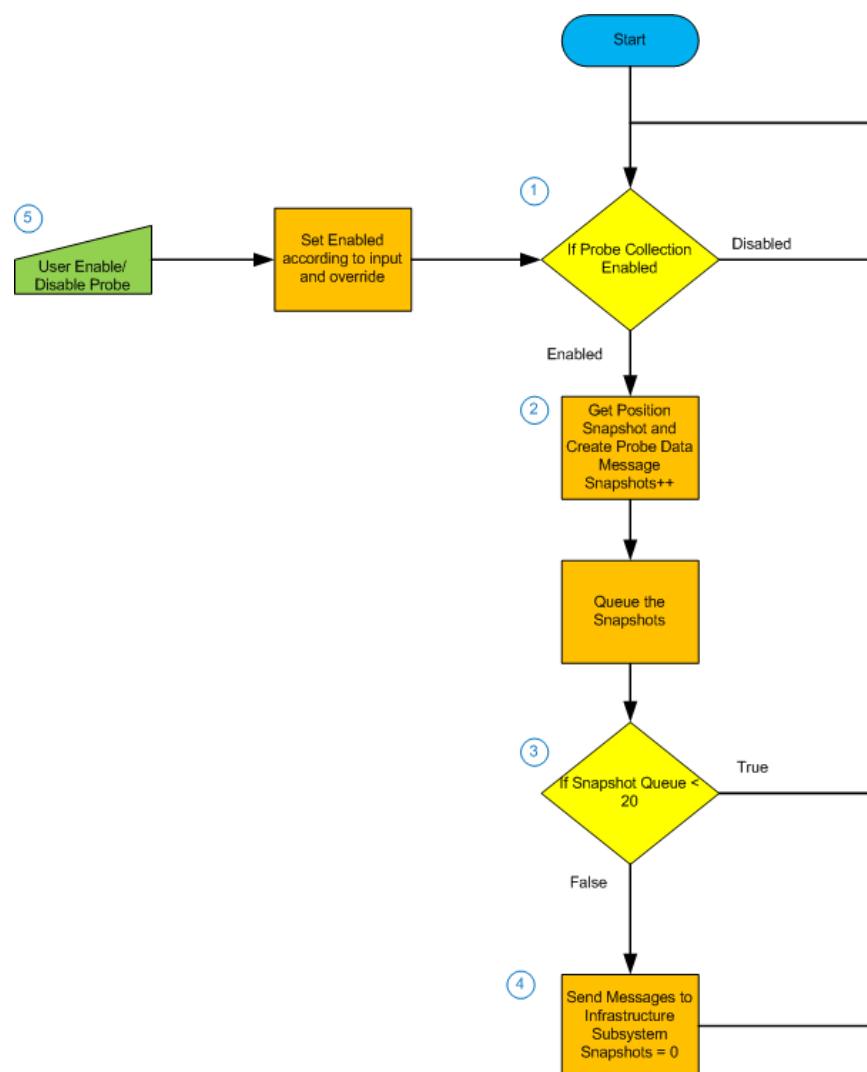 Start
1
If Probe Collection
Enabled
Disabled
5
User Enable/
Disable Probe
Set Enabled
according to input
and override
Enabled
2
Get Position
Snapshot and
Create Probe Data
Message
Snapshots++
Queue the
Snapshots
3
If Snapshot Queue <
20
True
False
4
Send Messages to
Infrastructure
Subsystem
Snapshots = 0